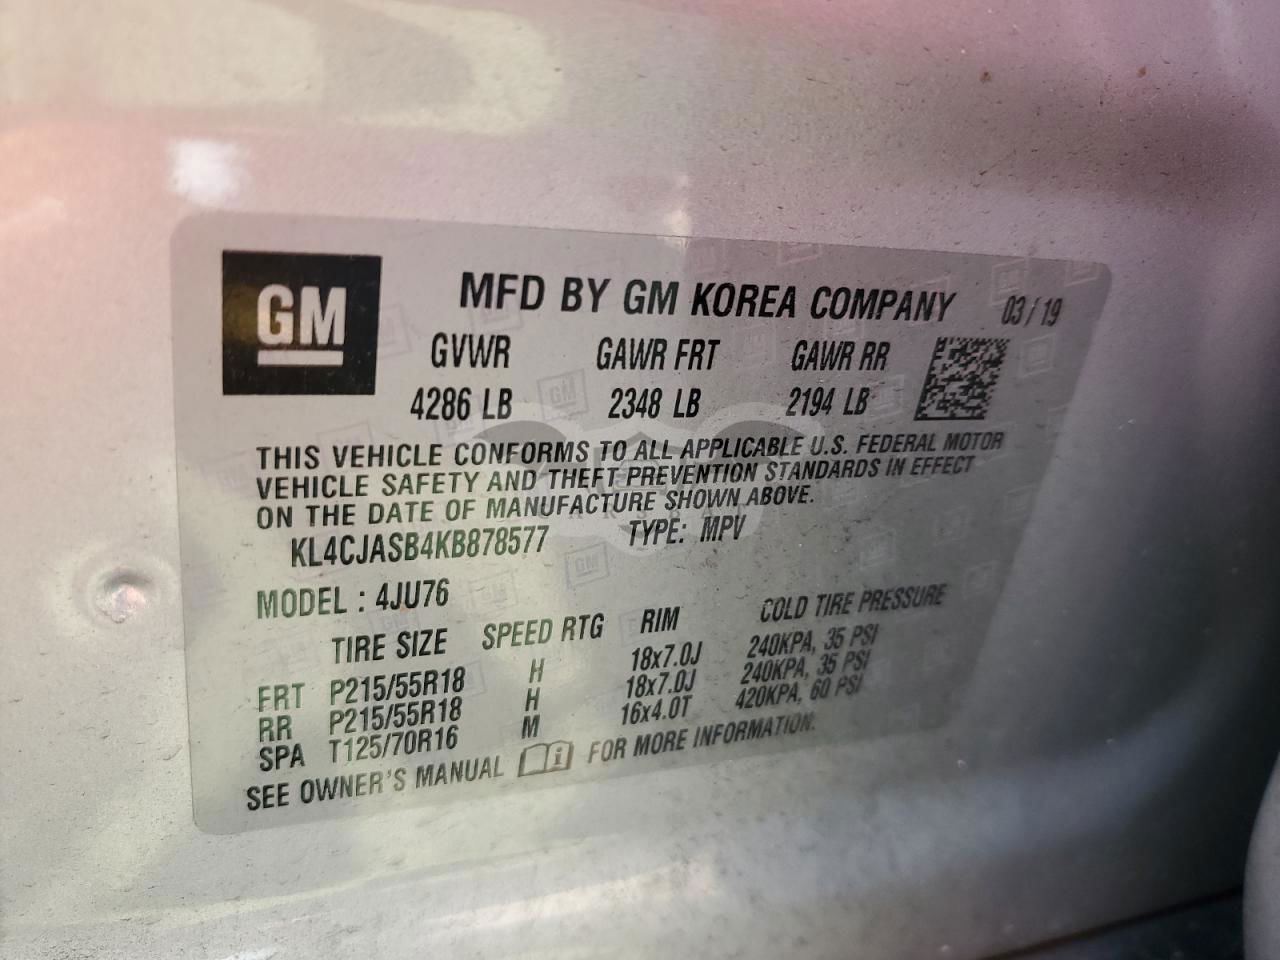 GM
MFD BY GM KOREA COMPANY 03/19
GVWR GAWR FRT GAWR RR
4286 LB 2348 LB 2194 LB
THIS VEHICLE CONFORMS TO ALL APPLICABLE U.S. FEDERAL MOTOR
VEHICLE SAFETY AND THEFT PREVENTION STANDARDS IN EFFECT
ON THE DATE OF MANUFACTURE SHOWN ABOVE.
KL4CJASB4KB878577 TYPE: MPV
MODEL : 4JU76
TIRE SIZE SPEED RTG RIM COLD TIRE PRESSURE
FRT P215/55R18 H 18x7.0J 240KPA, 35 PSI
RR P215/55R18 H 18x7.0J 240KPA, 35 PSI
SPA T125/70R16 M 16x4.0T 420KPA, 60 PSI
SEE OWNER'S MANUAL FOR MORE INFORMATION.